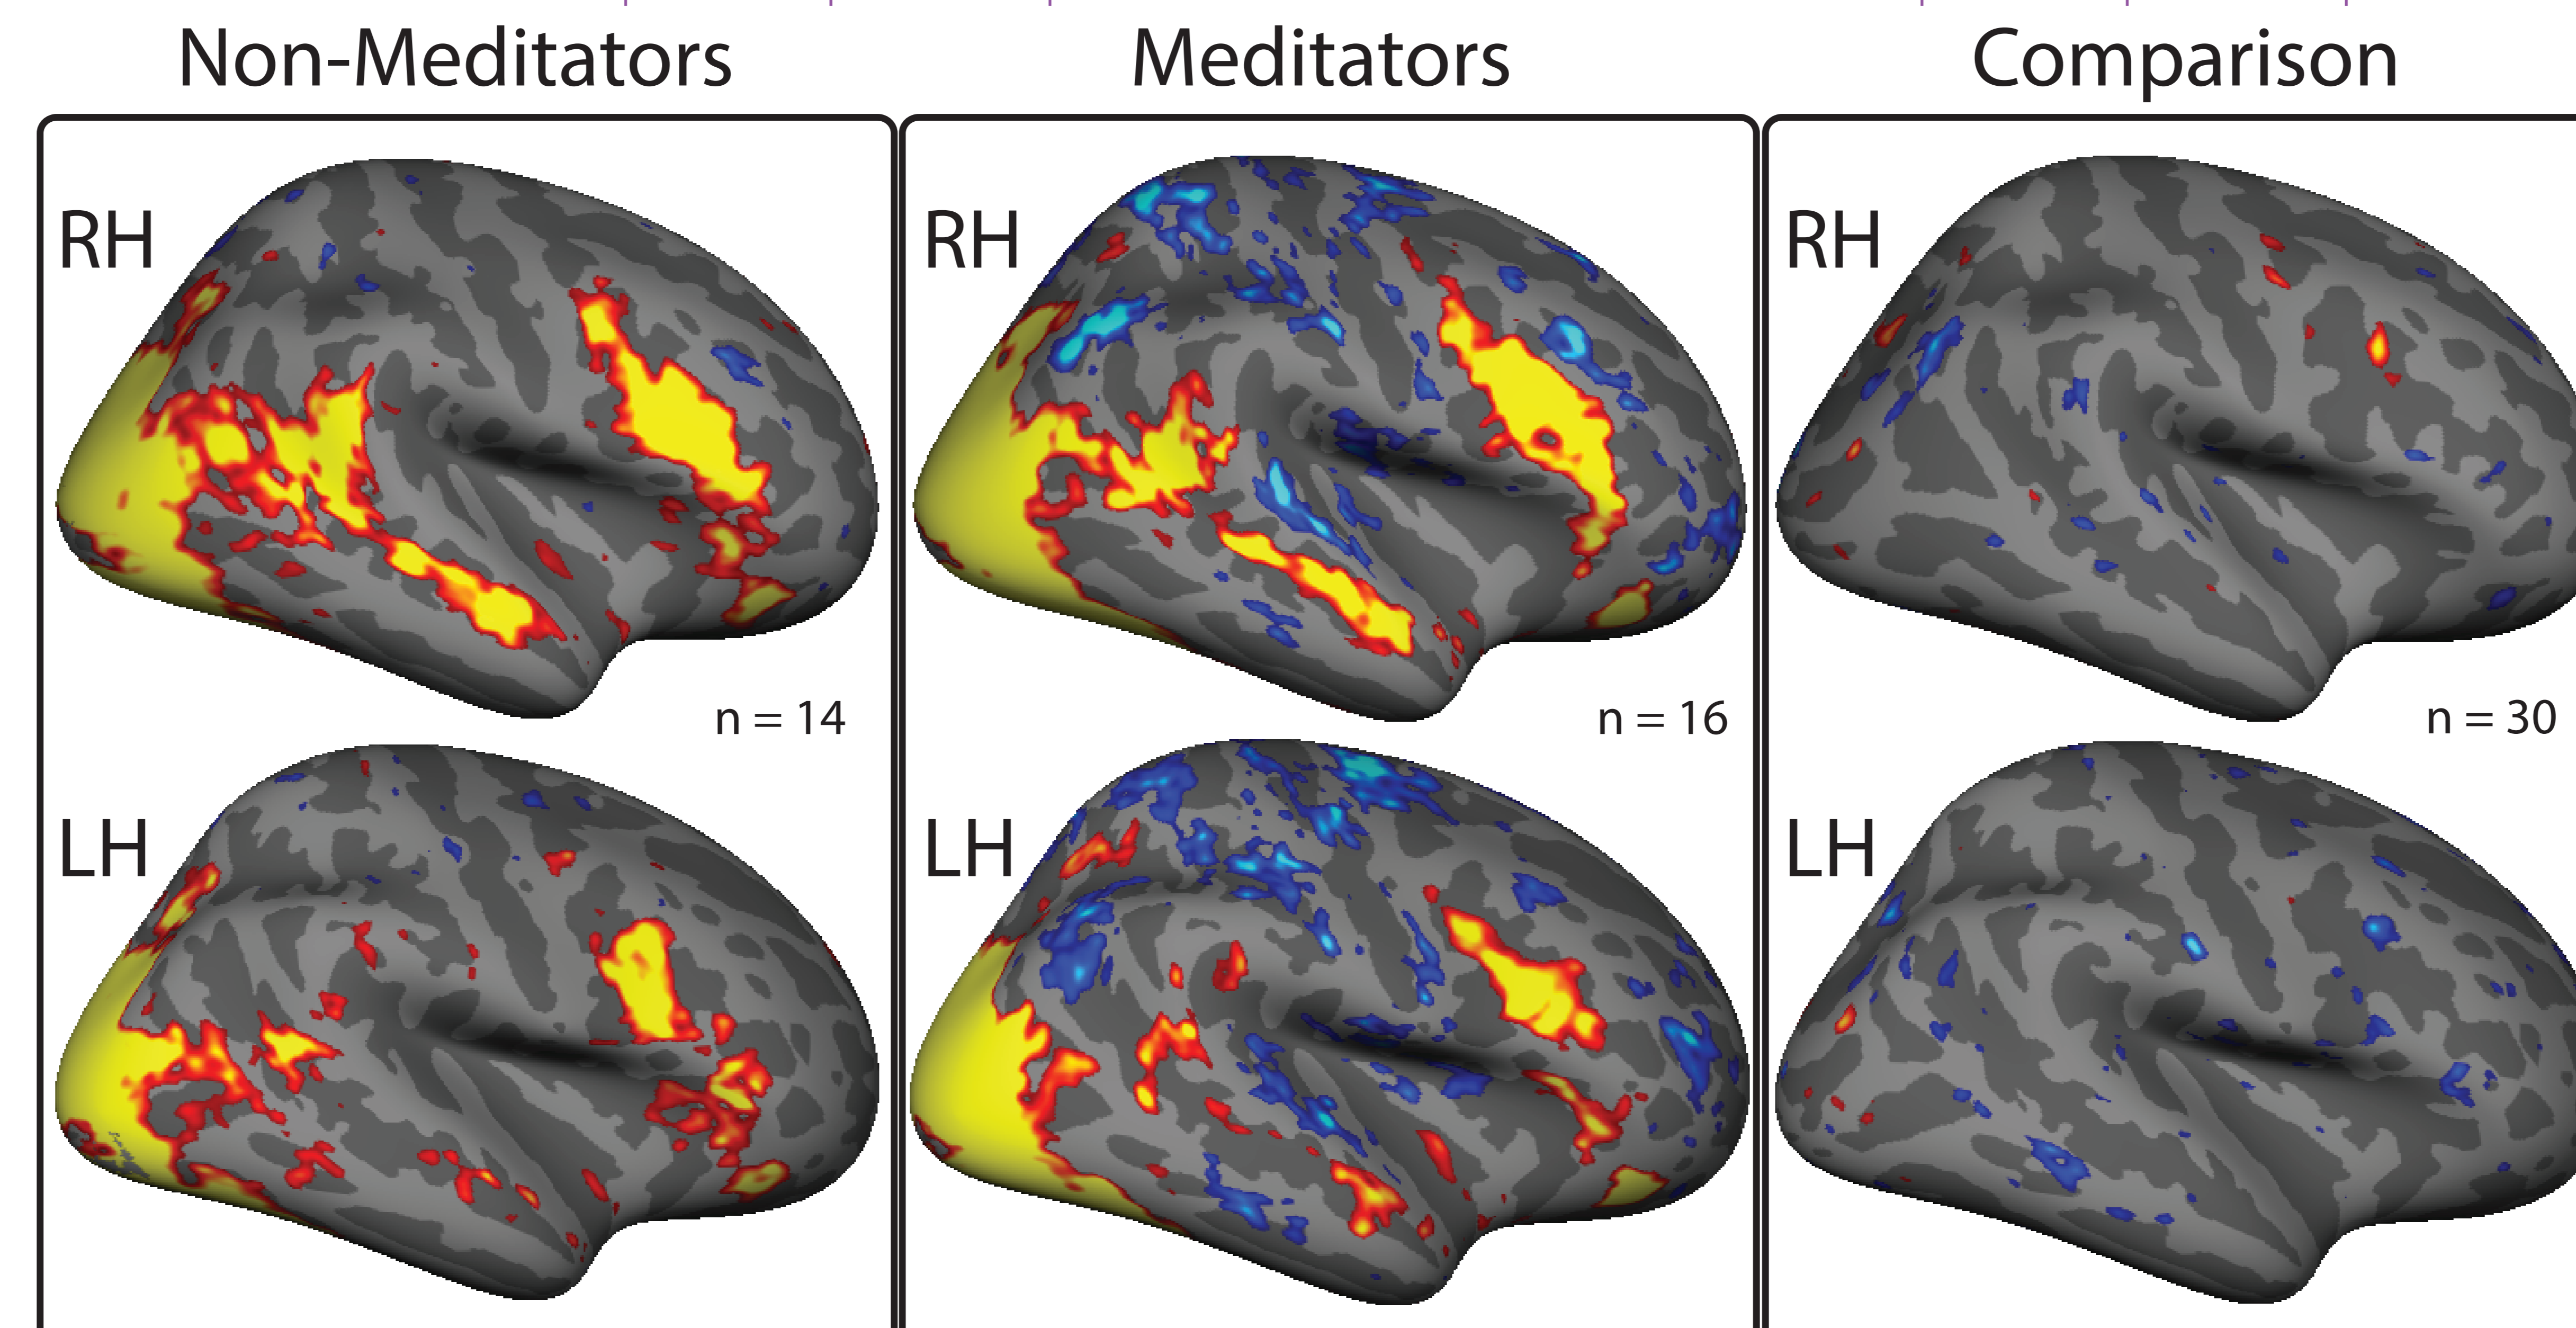 Non-Meditators
Meditators
Comparison
RH
RH
RH
n = 14
n = 16
n = 30
LH
LH
LH